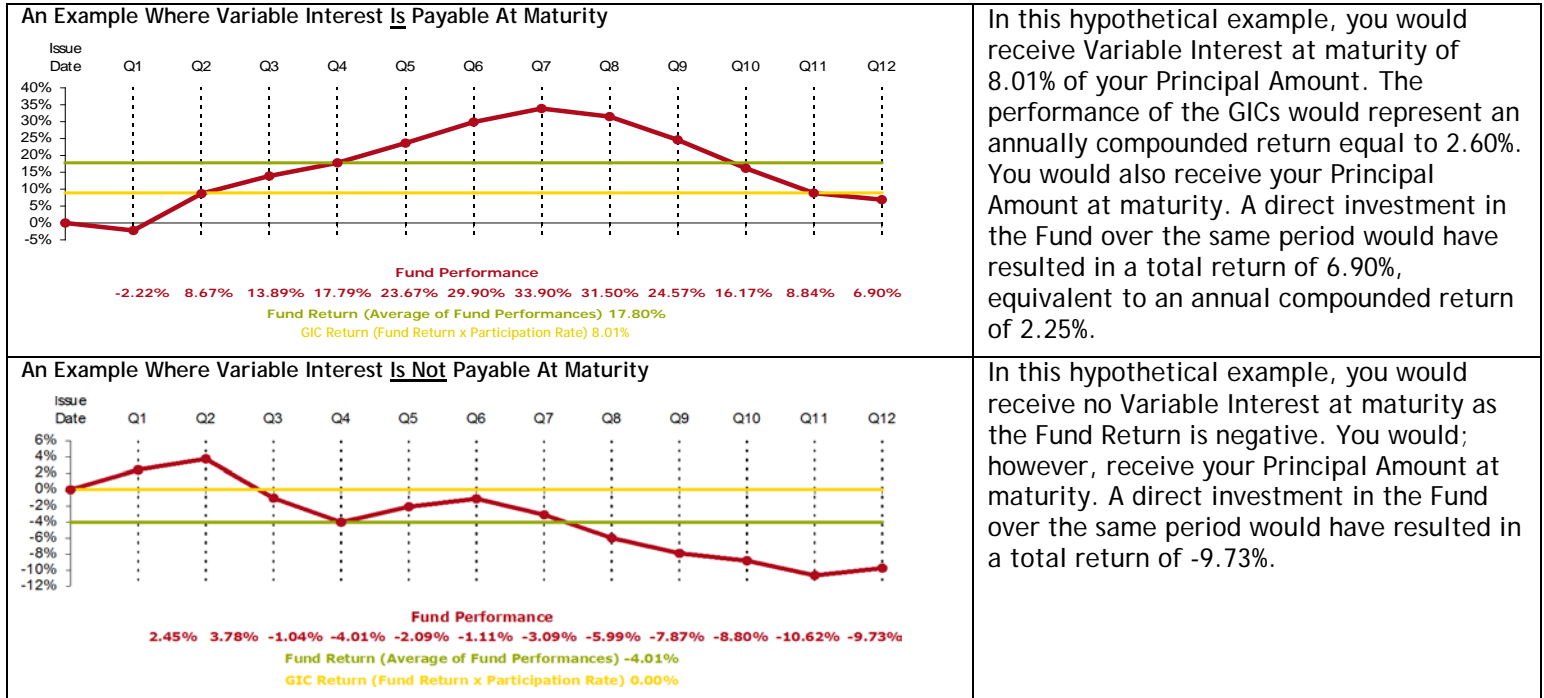 An Example Where Variable Interest Is Payable At Maturity
Issue
Date Q1 Q2 Q3 Q4 Q5 Q6 Q7 Q8 Q9 Q10 Q11 Q12
40%
35%
30%
25%
20%
15%
10%
5%
0%
-5%
Fund Performance
-2.22% 8.67% 13.89% 17.79% 23.67% 29.90% 33.90% 31.50% 24.57% 16.17% 8.84% 6.90%
Fund Return (Average of Fund Performances) 17.80%
GIC Return (Fund Return x Participation Rate) 8.01%
In this hypothetical example, you would
receive Variable Interest at maturity of
8.01% of your Principal Amount. The
performance of the GICs would represent an
annually compounded return equal to 2.60%.
You would also receive your Principal
Amount at maturity. A direct investment in
the Fund over the same period would have
resulted in a total return of 6.90%,
equivalent to an annual compounded return
of 2.25%.
An Example Where Variable Interest Is Not Payable At Maturity
Issue
Date Q1 Q2 Q3 Q4 Q5 Q6 Q7 Q8 Q9 Q10 Q11 Q12
6%
4%
2%
0%
-2%
-4%
-6%
-8%
-10%
-12%
Fund Performance
2.45% 3.78% -1.04% -4.01% -2.09% -1.11% -3.09% -5.99% -7.87% -8.80% -10.62% -9.73%
Fund Return (Average of Fund Performances) -4.01%
GIC Return (Fund Return x Participation Rate) 0.00%
In this hypothetical example, you would
receive no Variable Interest at maturity as
the Fund Return is negative. You would;
however, receive your Principal Amount at
maturity. A direct investment in the Fund
over the same period would have resulted in
a total return of -9.73%.